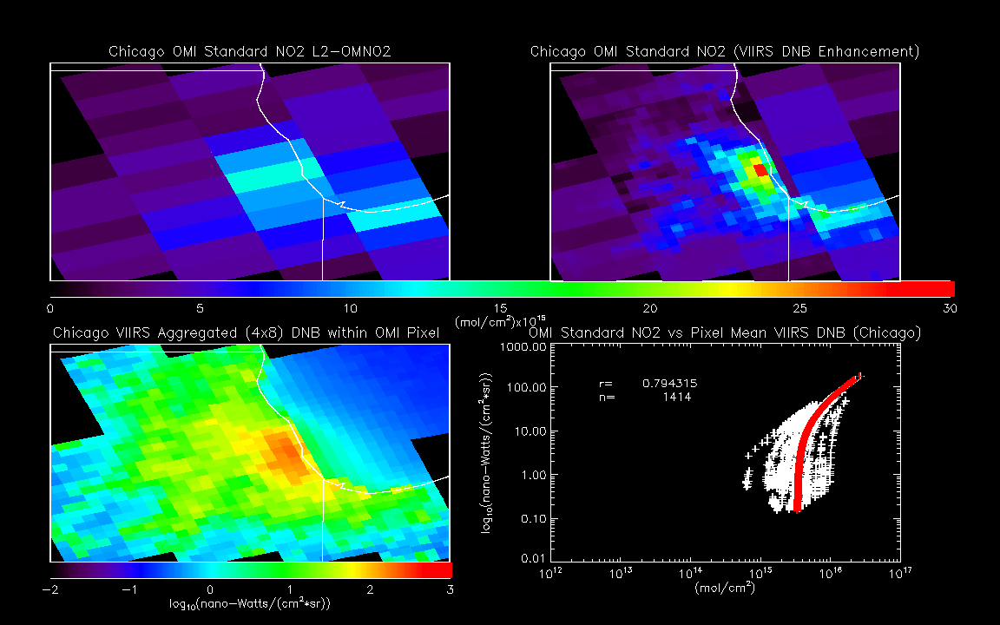 Chicago OMI Standard NO2 L2-OMNO2
Chicago OMI Standard NO2 (VIIRS DNB Enhancement)
0 5 10 15 20 25 30
(mol/cm²)x10¹⁵
Chicago VIIRS Aggregated (4x8) DNB within OMI Pixel
OMI Standard NO2 vs Pixel Mean VIIRS DNB (Chicago)
1000.00
r= 0.794315
n= 1414
100.00
10.00
1.00
0.10
0.01
log₁₀(nano-Watts/(cm²*sr))
10¹² 10¹³ 10¹⁴ 10¹⁵ 10¹⁶ 10¹⁷
(mol/cm²)
-2 -1 0 1 2 3
log₁₀(nano-Watts/(cm²*sr))